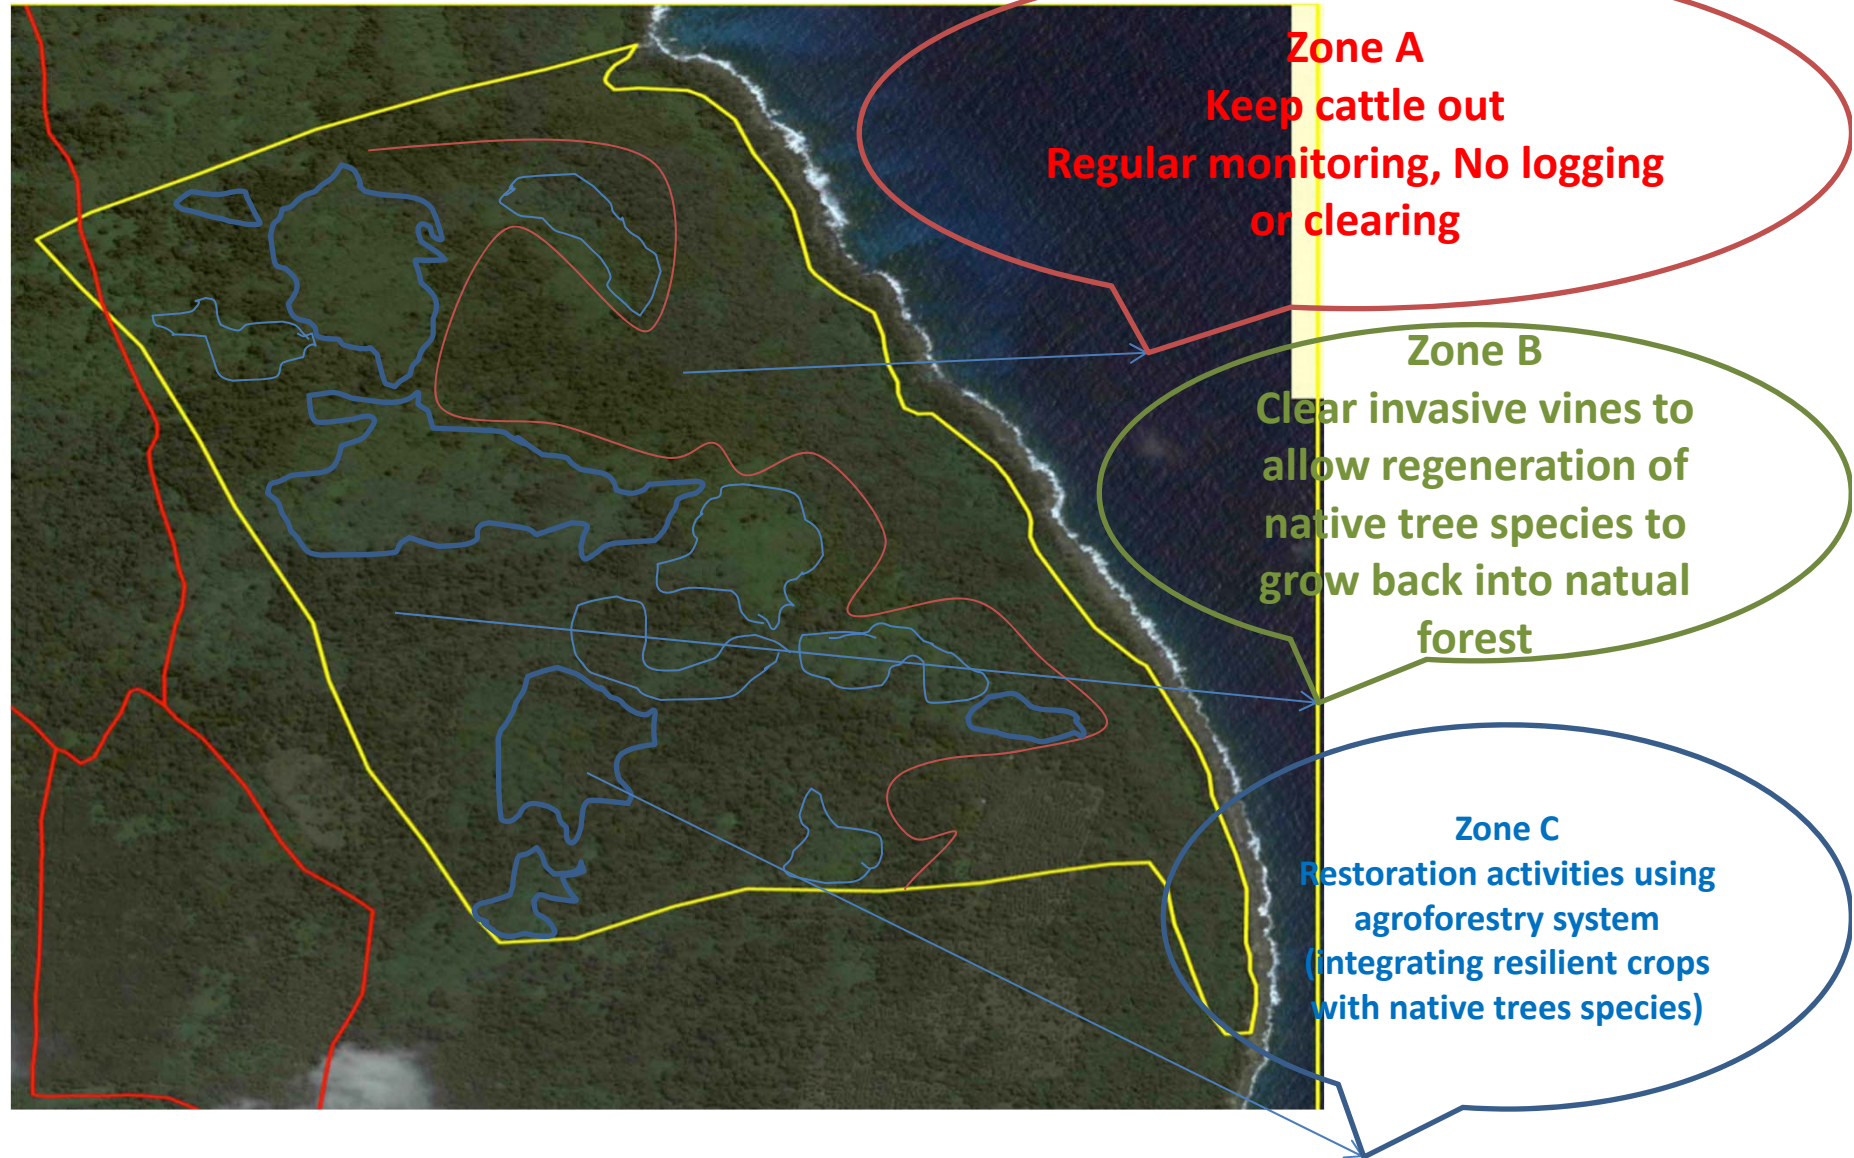 Zone A
Keep cattle out
Regular monitoring, No logging
or clearing
Zone B
Clear invasive vines to
allow regeneration of
native tree species to
grow back into natual
forest
Zone C
Restoration activities using
agroforestry system
(integrating resilient crops
with native trees species)